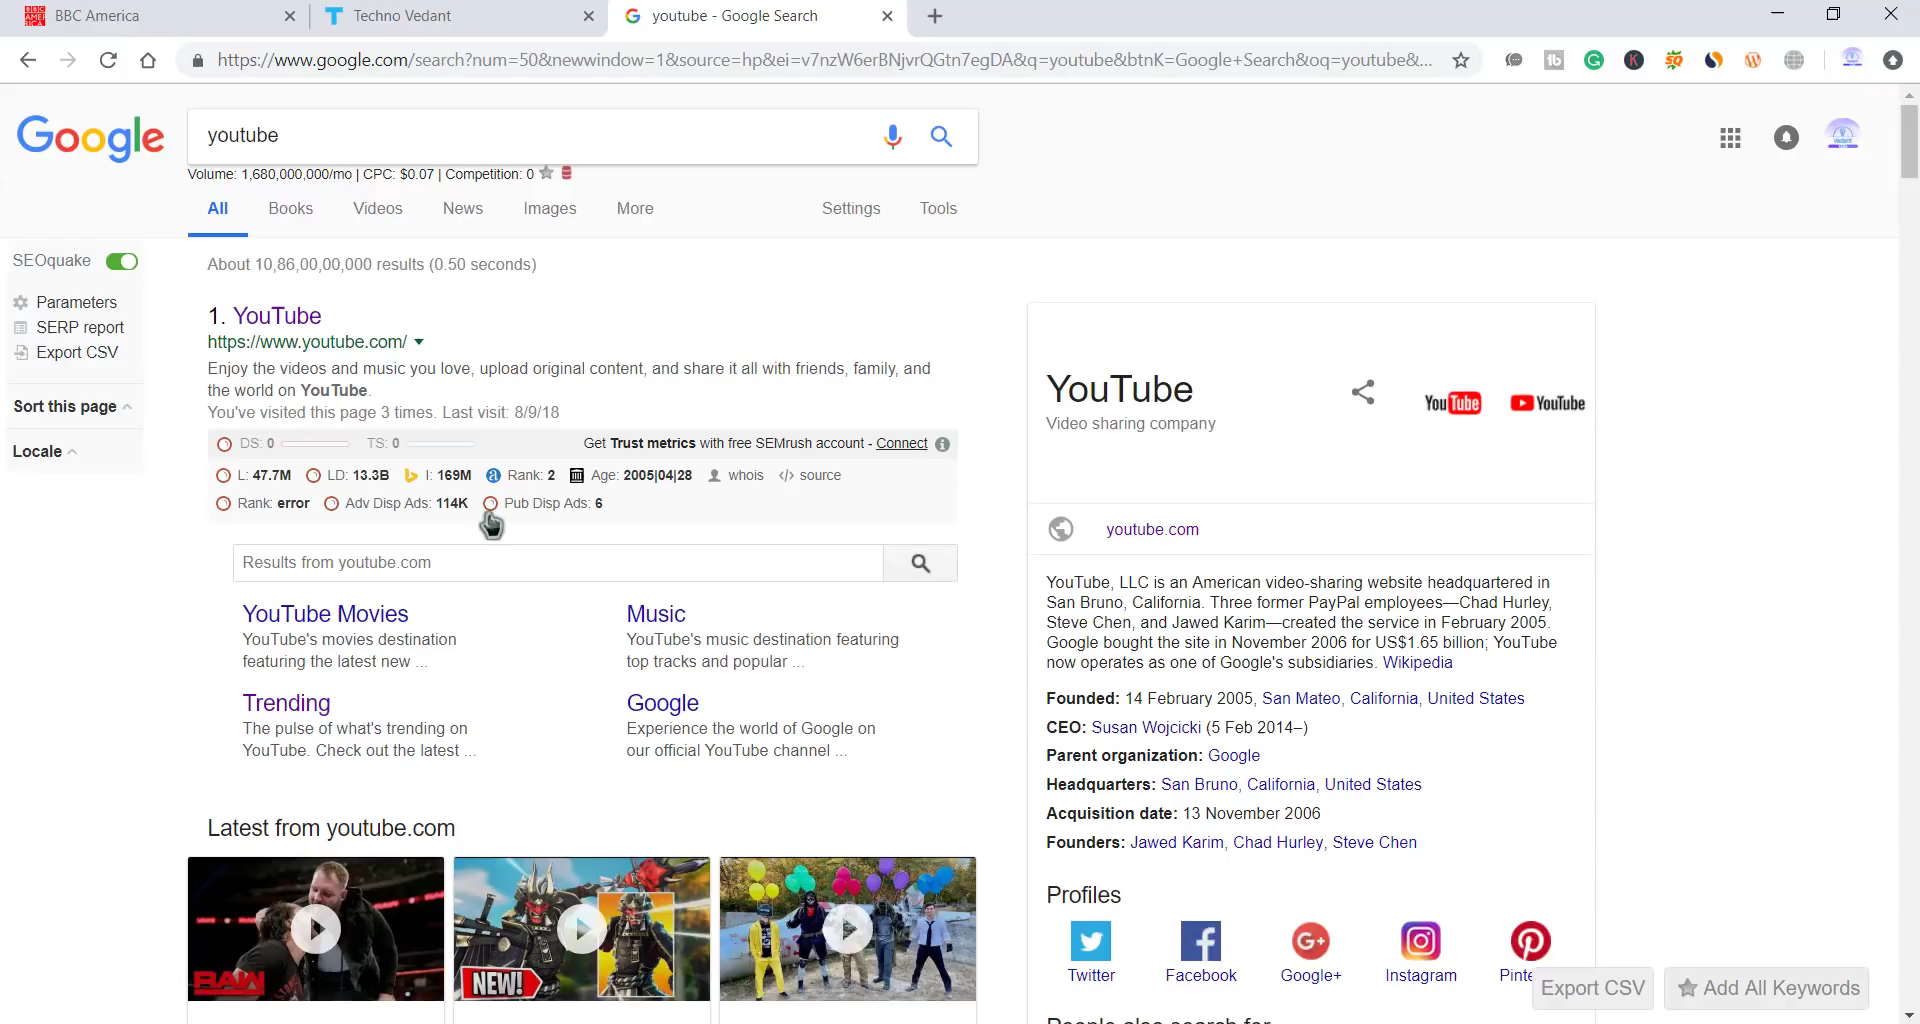 BBC America
Techno Vedant
youtube - Google Search
https://www.google.com/search?num=50&newwindow=1&source=hp&ei=v7nzW6erBNjvrQGtn7egDA&q=youtube&btnK=Google+Search&oq=youtube&...
Google
youtube
Volume: 1,680,000,000/mo | CPC: $0.07 | Competition: 0
All Books Videos News Images More Settings Tools
SEOquake
Parameters
SERP report
Export CSV
Sort this page
Locale
About 10,86,00,00,000 results (0.50 seconds)
1. YouTube
https://www.youtube.com/
Enjoy the videos and music you love, upload original content, and share it all with friends, family, and
the world on YouTube.
You've visited this page 3 times. Last visit: 8/9/18
DS: 0 TS: 0 Get Trust metrics with free SEMrush account - Connect
L: 47.7M LD: 13.3B I: 169M Rank: 2 Age: 2005|04|28 whois source
Rank: error Adv Disp Ads: 114K Pub Disp Ads: 6
Results from youtube.com
YouTube Movies
YouTube's movies destination
featuring the latest new ...
Music
YouTube's music destination featuring
top tracks and popular ...
Trending
The pulse of what's trending on
YouTube. Check out the latest ...
Google
Experience the world of Google on
our official YouTube channel ...
Latest from youtube.com
RAW
NEW!
YouTube
Video sharing company
YouTube
YouTube
youtube.com
YouTube, LLC is an American video-sharing website headquartered in
San Bruno, California. Three former PayPal employees—Chad Hurley,
Steve Chen, and Jawed Karim—created the service in February 2005.
Google bought the site in November 2006 for US$1.65 billion; YouTube
now operates as one of Google's subsidiaries. Wikipedia
Founded: 14 February 2005, San Mateo, California, United States
CEO: Susan Wojcicki (5 Feb 2014–)
Parent organization: Google
Headquarters: San Bruno, California, United States
Acquisition date: 13 November 2006
Founders: Jawed Karim, Chad Hurley, Steve Chen
Profiles
Twitter Facebook Google+ Instagram Pinte
Export CSV
Add All Keywords